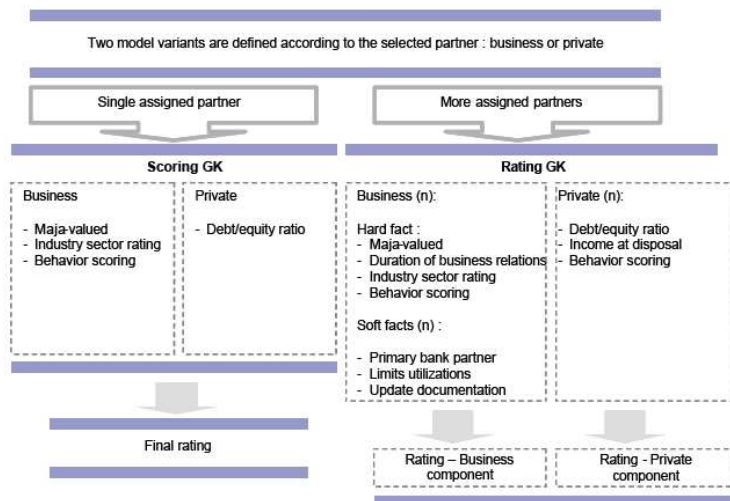 Two model variants are defined according to the selected partner : business or private
Single assigned partner
More assigned partners
Scoring GK
Rating GK
Business
- Maja-valued
- Industry sector rating
- Behavior scoring
Private
- Debt/equity ratio
Business (n):
Hard fact :
- Maja-valued
- Duration of business relations
- Industry sector rating
- Behavior scoring
Soft facts (n) :
- Primary bank partner
- Limits utilizations
- Update documentation
Private (n):
- Debt/equity ratio
- Income at disposal
- Behavior scoring
Final rating
Rating – Business
component
Rating - Private
component